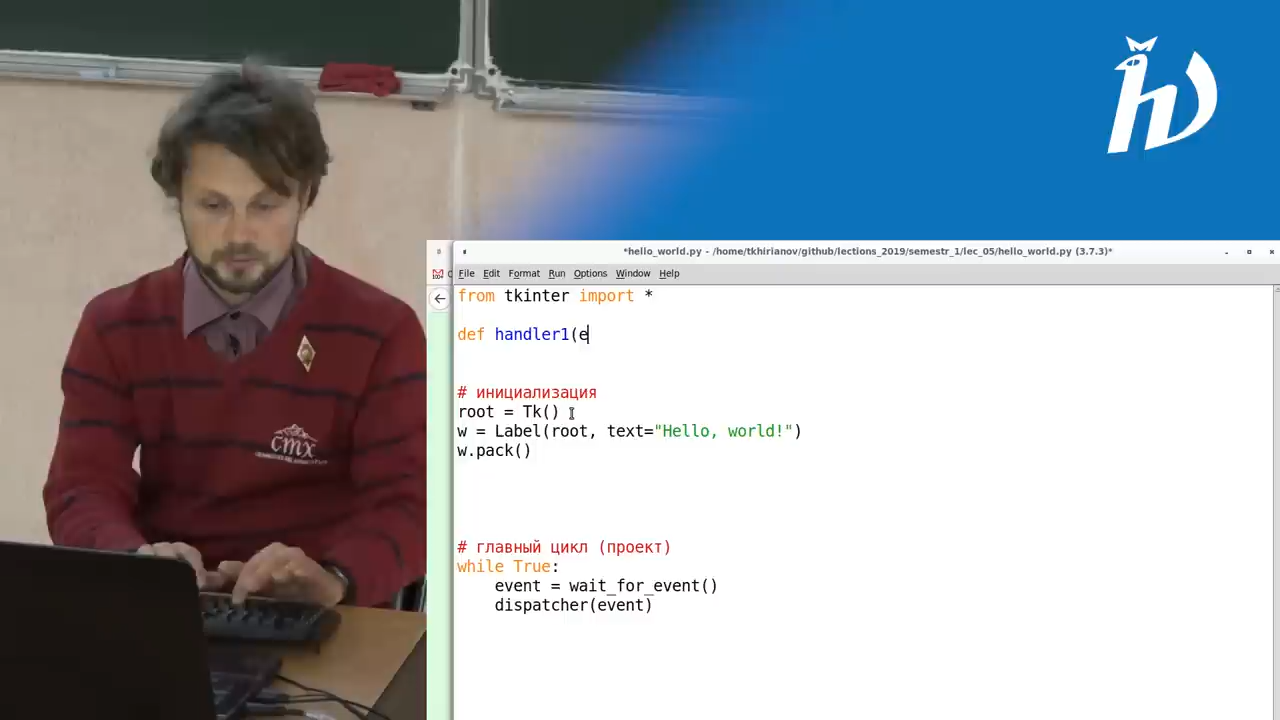 *hello_world.py - /home/tkhirianov/github/lections_2019/semestr_1/lec_05/hello_world.py (3.7.3)*
File Edit Format Run Options Window Help
from tkinter import *
def handler1(e
# инициализация
root = Tk()
w = Label(root, text="Hello, world!")
w.pack()
# главный цикл (проект)
while True:
event = wait_for_event()
dispatcher(event)
стх